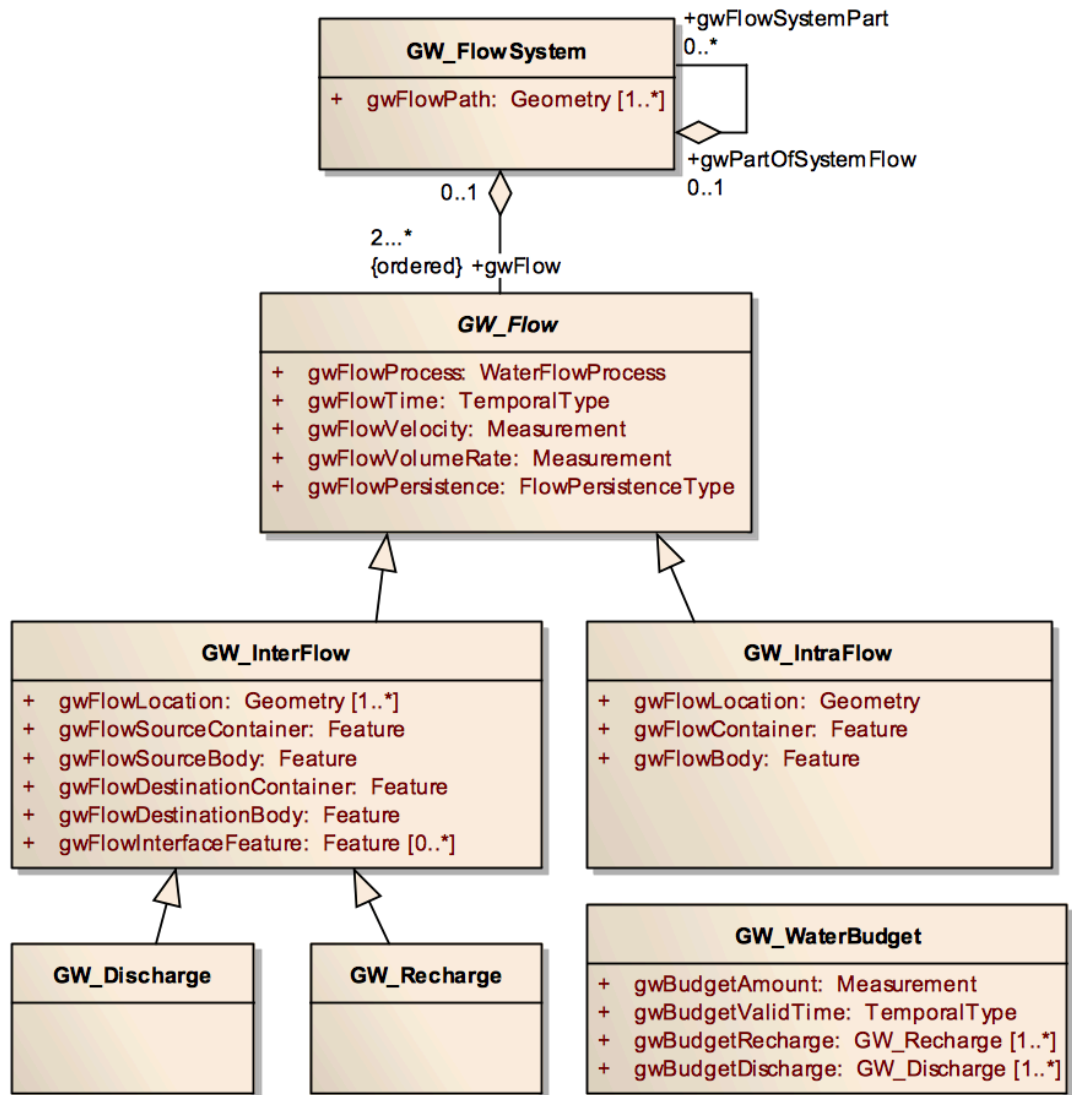 +gwFlowSystemPart
0..*
GW_FlowSystem
+ gwFlowPath: Geometry [1..*]
+gwPartOfSystemFlow
0..1
0..1
2...*
{ordered} +gwFlow
GW_Flow
+ gwFlowProcess: WaterFlowProcess
+ gwFlowTime: TemporalType
+ gwFlowVelocity: Measurement
+ gwFlowVolumeRate: Measurement
+ gwFlowPersistence: FlowPersistenceType
GW_InterFlow
+ gwFlowLocation: Geometry [1..*]
+ gwFlowSourceContainer: Feature
+ gwFlowSourceBody: Feature
+ gwFlowDestinationContainer: Feature
+ gwFlowDestinationBody: Feature
+ gwFlowInterfaceFeature: Feature [0..*]
GW_IntraFlow
+ gwFlowLocation: Geometry
+ gwFlowContainer: Feature
+ gwFlowBody: Feature
GW_Discharge
GW_Recharge
GW_WaterBudget
+ gwBudgetAmount: Measurement
+ gwBudgetValidTime: TemporalType
+ gwBudgetRecharge: GW_Recharge [1..*]
+ gwBudgetDischarge: GW_Discharge [1..*]